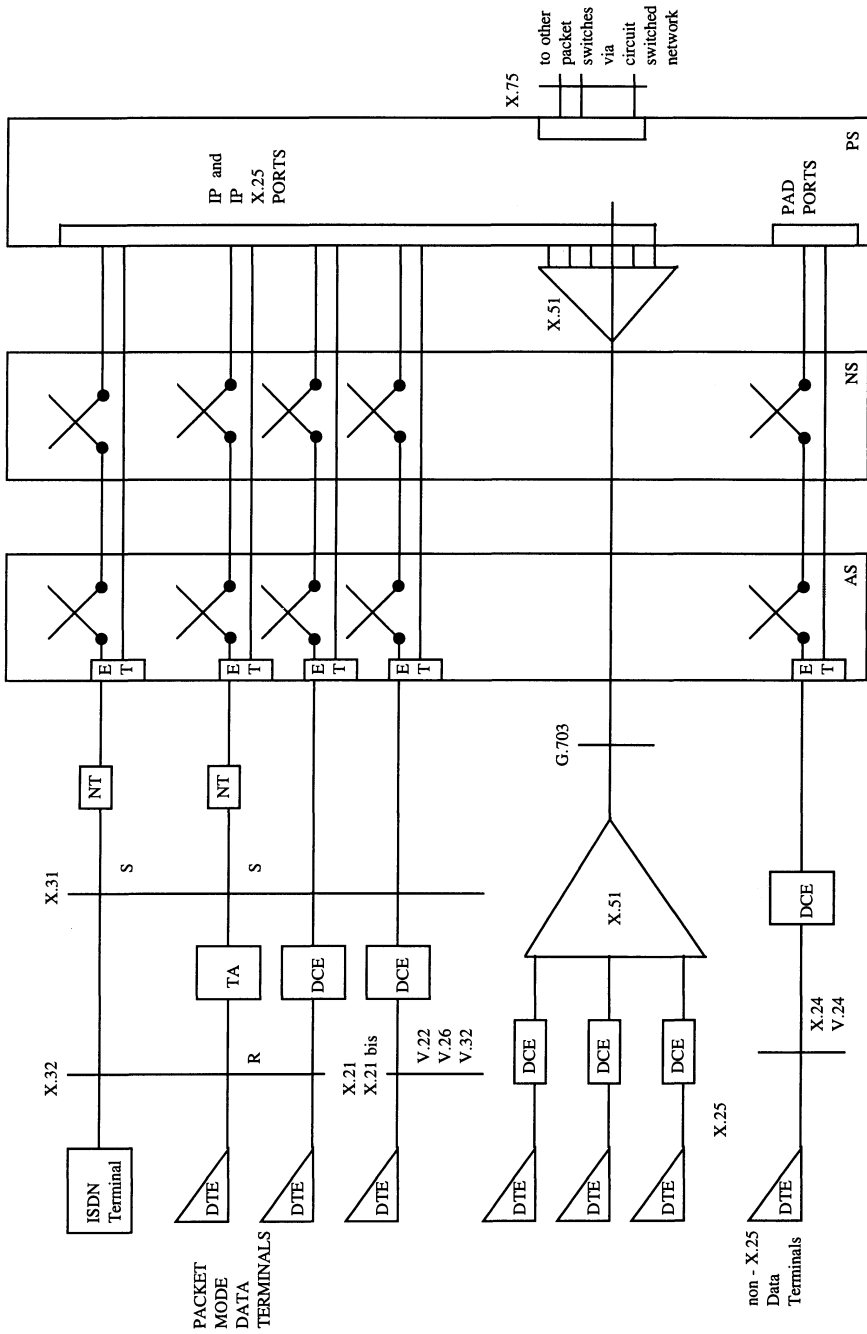 ISDN
Terminal
X.32
X.31
S
NT
E
T
PACKET
MODE
DATA
TERMINALS
DTE
R
TA
S
NT
E
T
DTE
X.21
X.21 bis
DCE
E
T
DTE
V.22
V.26
V.32
DCE
E
T
IP and
IP
X.25
PORTS
DTE
DCE
DTE
DCE
DTE
DCE
X.25
X.51
G.703
X.51
X.75
to other
packet
switches
via
circuit
switched
network
non - X.25
Data
Terminals
DTE
X.24
V.24
DCE
E
T
PAD
PORTS
AS
NS
PS